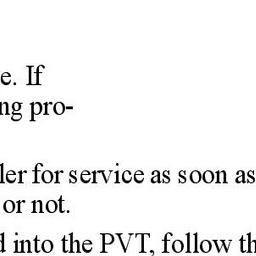 e. If
ng pro-
ler for service as soon as
or not.
d into the PVT, follow th